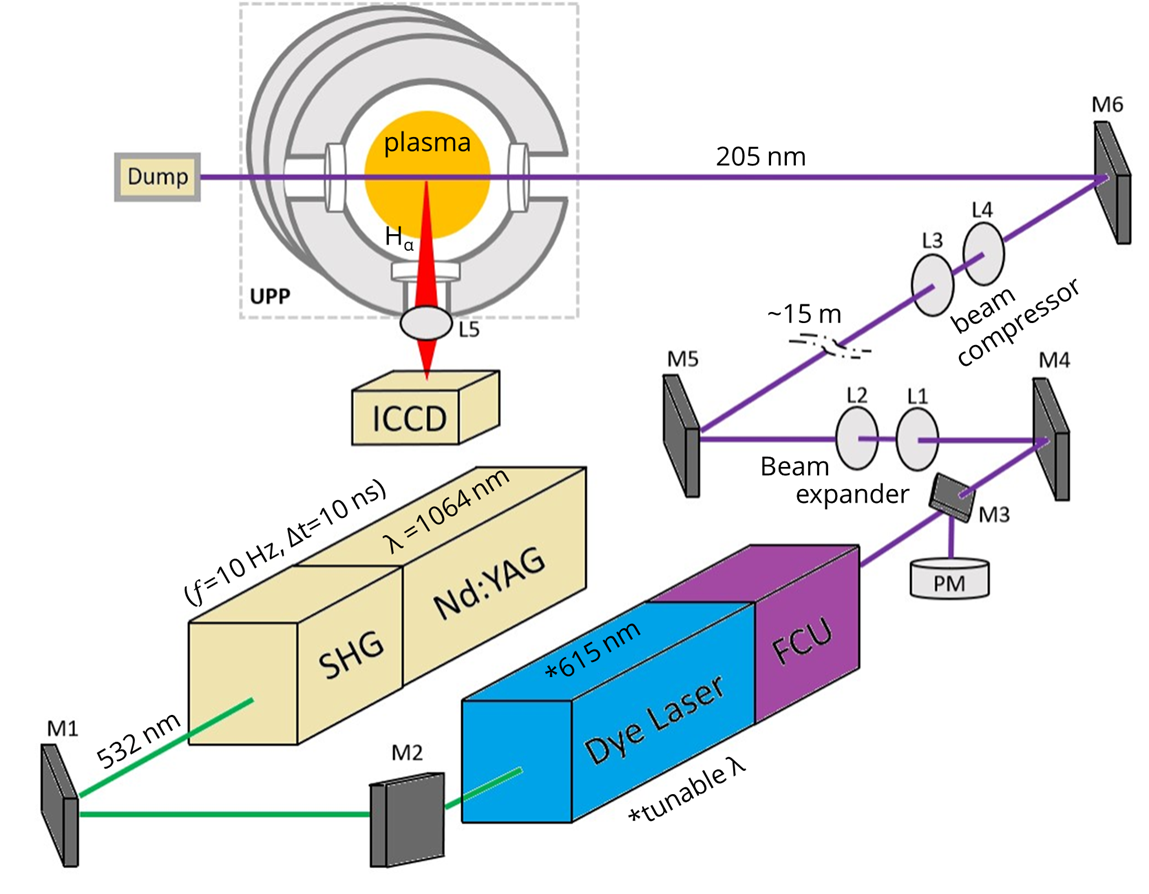 M6
plasma
205 nm
Dump
L4
Hα
L3
UPP
L5
beam
compressor
~15 m
M5
M4
ICCD
L2
L1
Beam
expander
M3
(f=10 Hz, Δt=10 ns)
λ =1064 nm
Nd:YAG
PM
SHG
*615 nm
FCU
Dye Laser
532 nm
M1
M2
*tunable λ